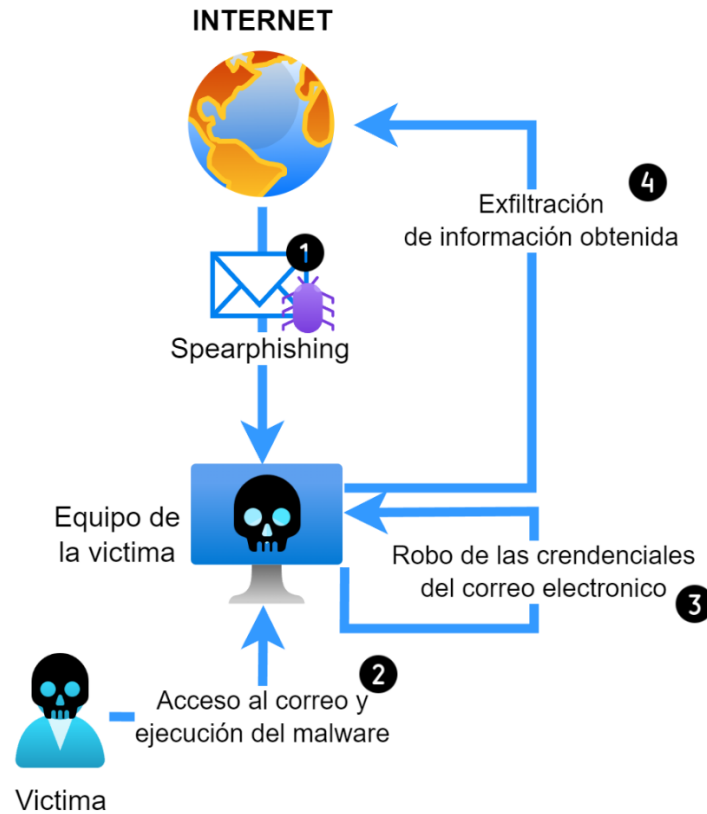 INTERNET
1
Spearphishing
4
Exfiltración
de información obtenida
Equipo de
la victima
Robo de las crendenciales
del correo electronico
3
2
Acceso al correo y
ejecución del malware
Victima